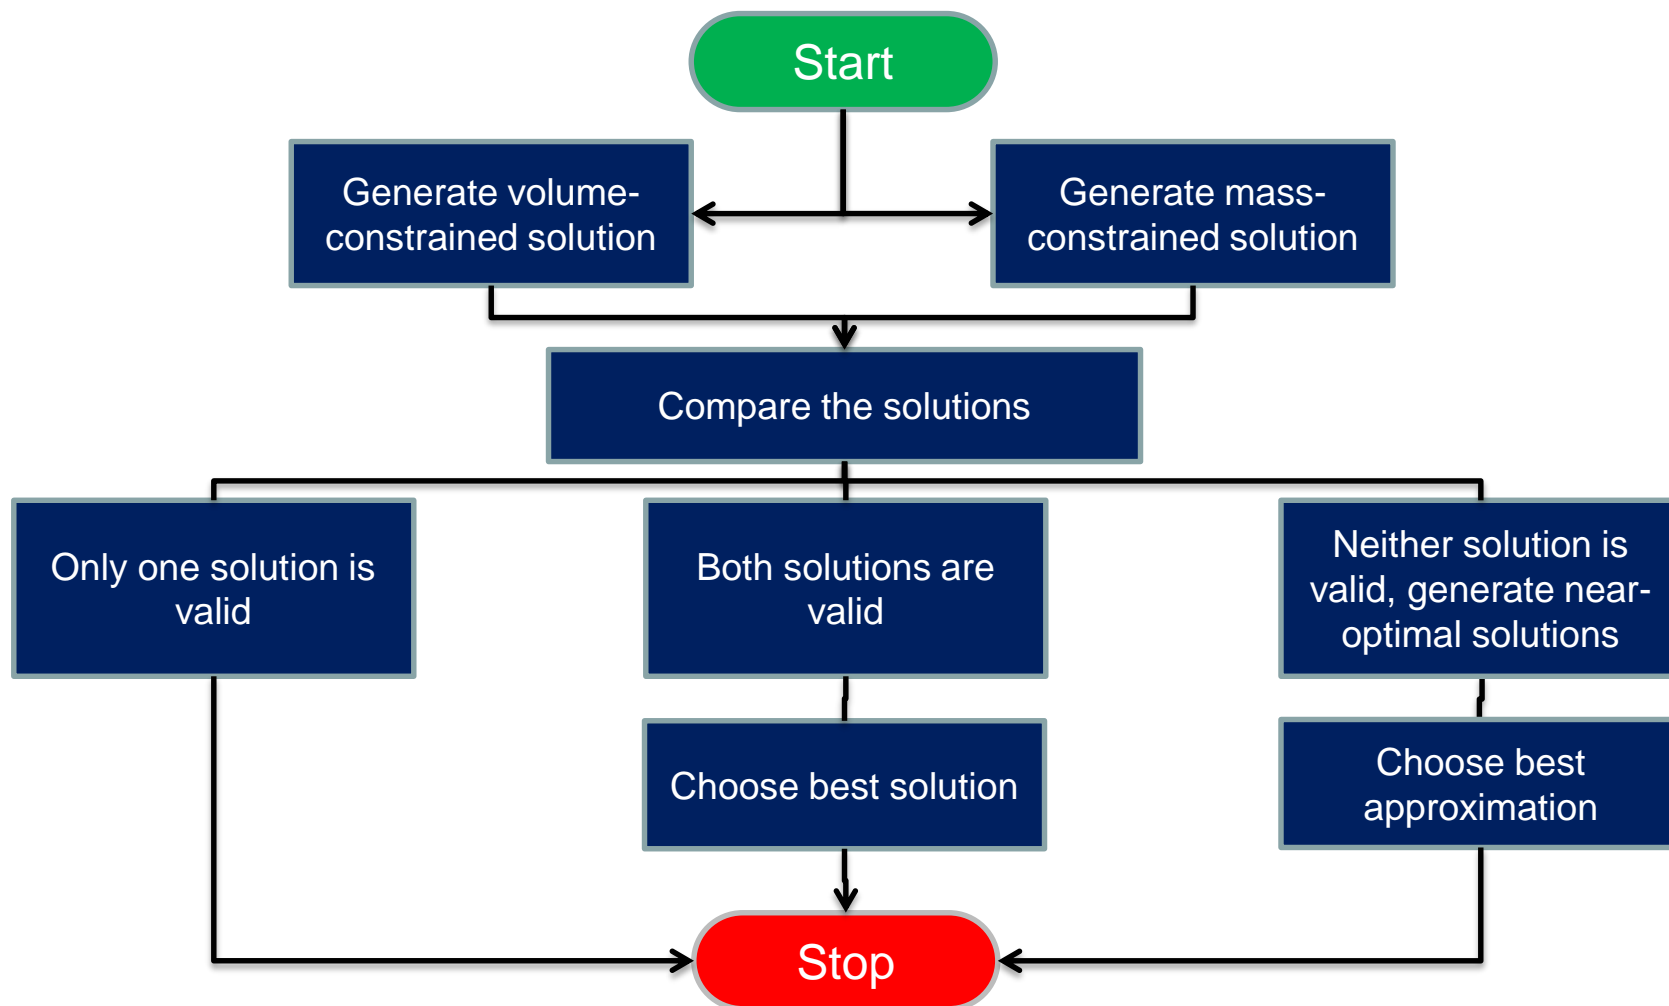 Start
Generate volume-
constrained solution
Generate mass-
constrained solution
Compare the solutions
Only one solution is
valid
Both solutions are
valid
Neither solution is
valid, generate near-
optimal solutions
Choose best solution
Choose best
approximation
Stop